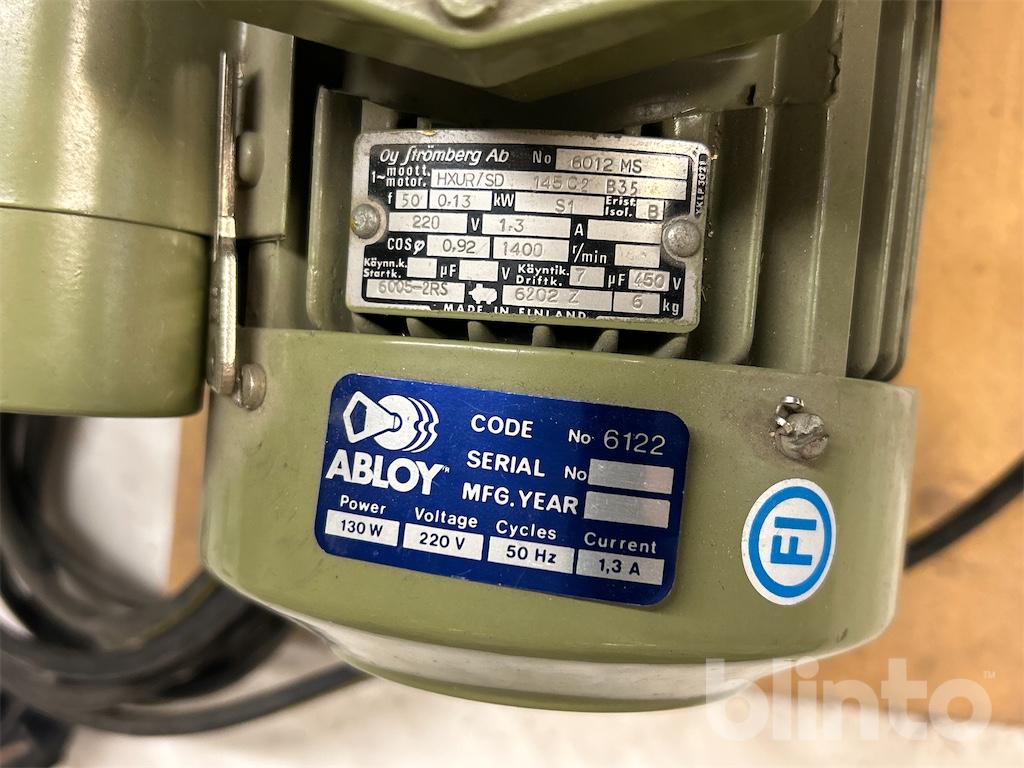 Oy Strömberg Ab No 6012 MS
1~ moott. motor. HXUR/SD 145 C2 B35
f 50 0,13 kW S1 Erist. Isol. B
220 V 1,3 A
COSφ 0,92 1400 r/min
Käynn.k. Startk. µF V Käyntik. Driftk. 7 µF 450 V
6005-2RS 6202 Z 6 kg
MADE IN FINLAND
ABLOY
CODE No 6122
SERIAL No
MFG. YEAR
Power Voltage Cycles Current
130 W 220 V 50 Hz 1,3 A
FI
blinto™